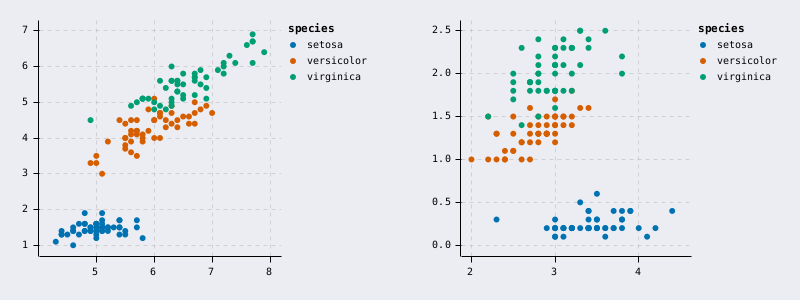 species
setosa
versicolor
virginica
7
6
5
4
3
2
1
5 6 7 8
species
setosa
versicolor
virginica
2.5
2.0
1.5
1.0
0.5
0.0
2 3 4